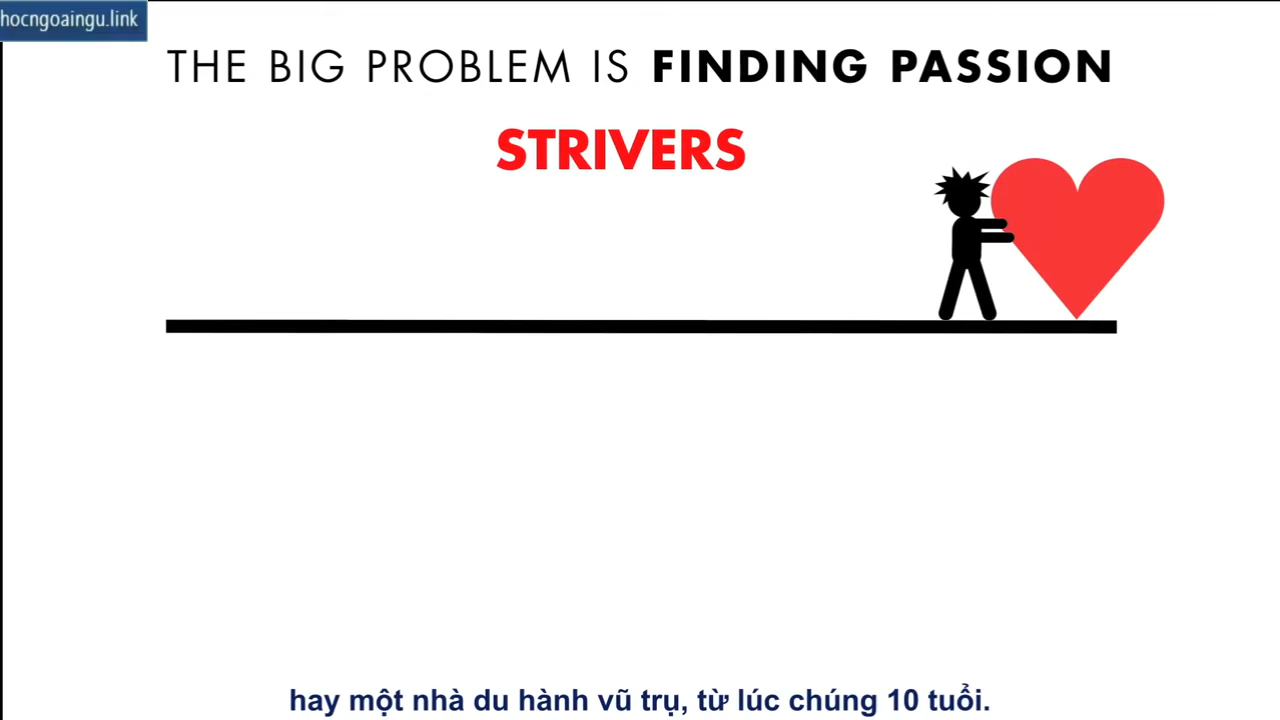 hocngoaingu.link
THE BIG PROBLEM IS FINDING PASSION
STRIVERS
hay một nhà du hành vũ trụ, từ lúc chúng 10 tuổi.